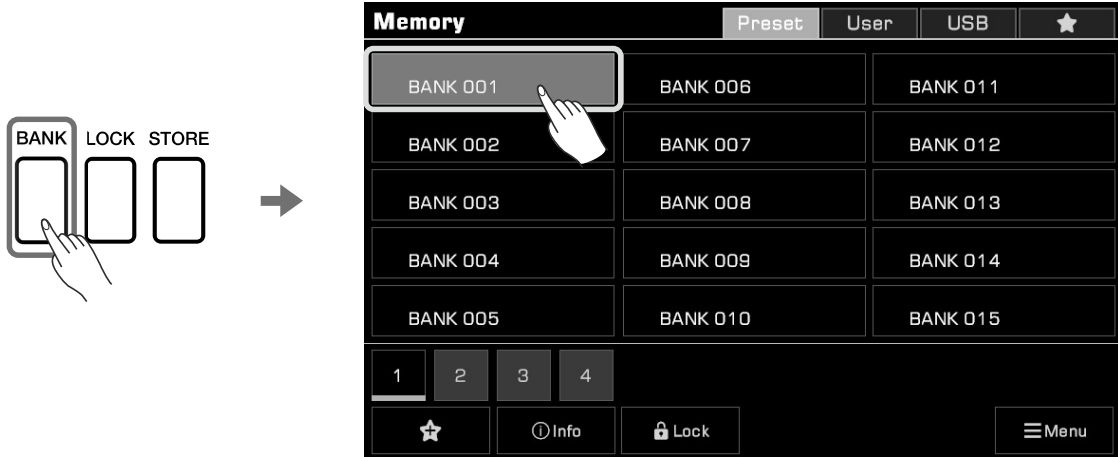 BANK LOCK STORE
Memory Preset User USB
BANK 001 BANK 006 BANK 011
BANK 002 BANK 007 BANK 012
BANK 003 BANK 008 BANK 013
BANK 004 BANK 009 BANK 014
BANK 005 BANK 010 BANK 015
1 2 3 4
Info Lock Menu